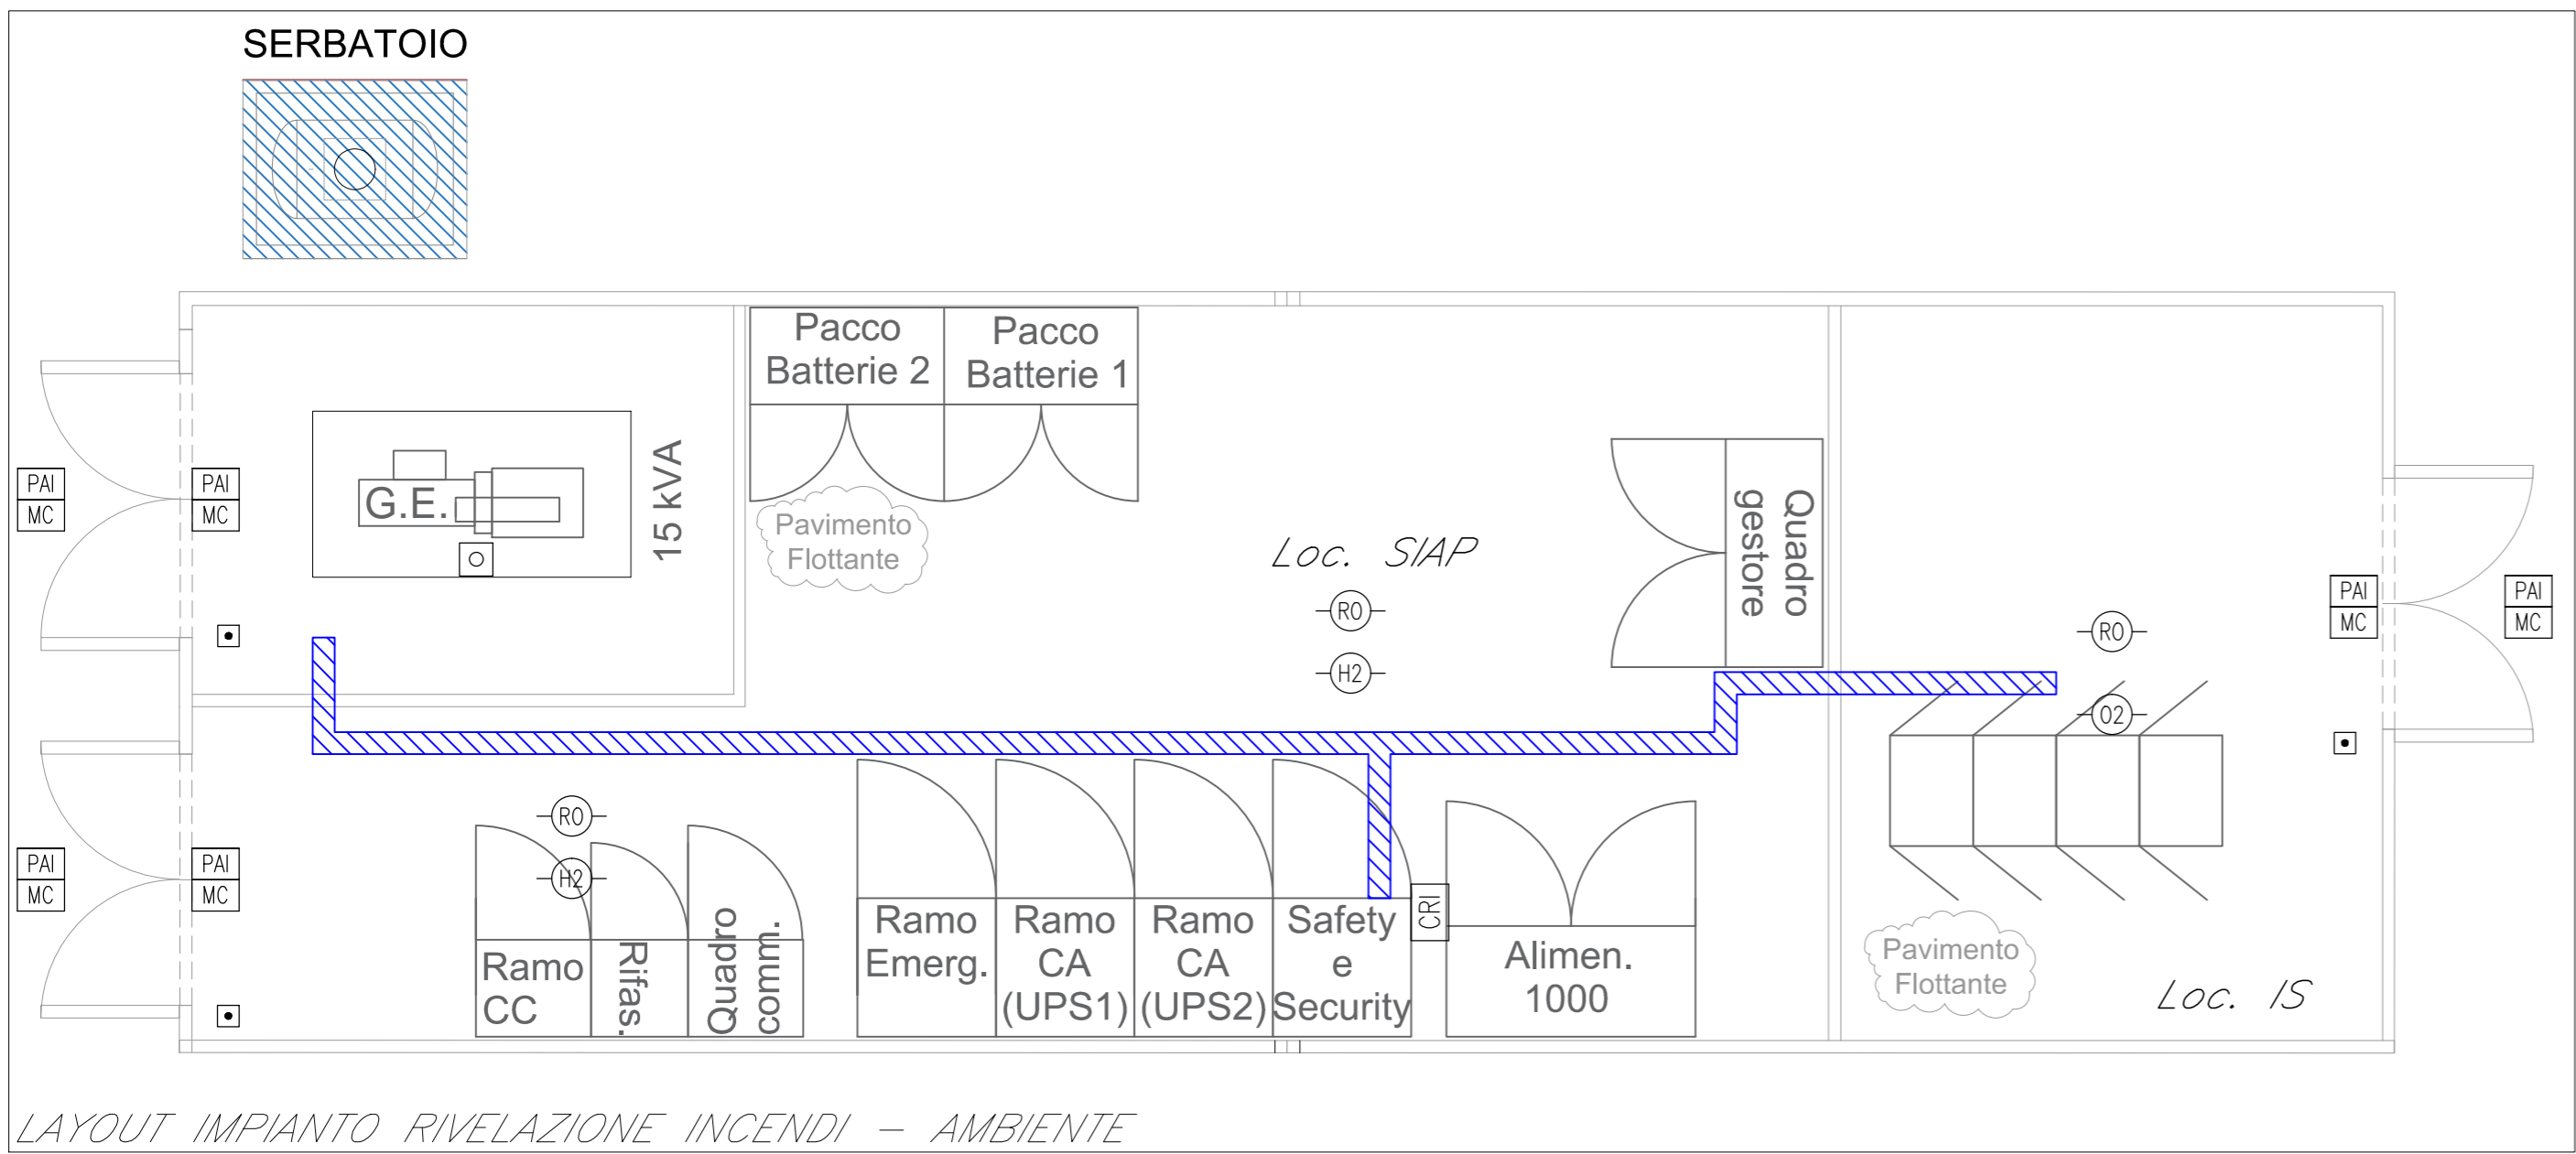 SERBATOIO
Pacco
Batterie 2
Pacco
Batterie 1
PAI
MC
PAI
MC
G.E.
15 kVA
Pavimento
Flottante
Loc. SIAP
RO
H2
Quadro
gestore
RO
O2
PAI
MC
PAI
MC
RO
H2
PAI
MC
PAI
MC
Ramo
CC
Rifas.
Quadro
comm.
Ramo
Emerg.
Ramo
CA
(UPS1)
Ramo
CA
(UPS2)
Safety
e
Security
CRI
Alimen.
1000
Pavimento
Flottante
Loc. IS
LAYOUT IMPIANTO RIVELAZIONE INCENDI – AMBIENTE